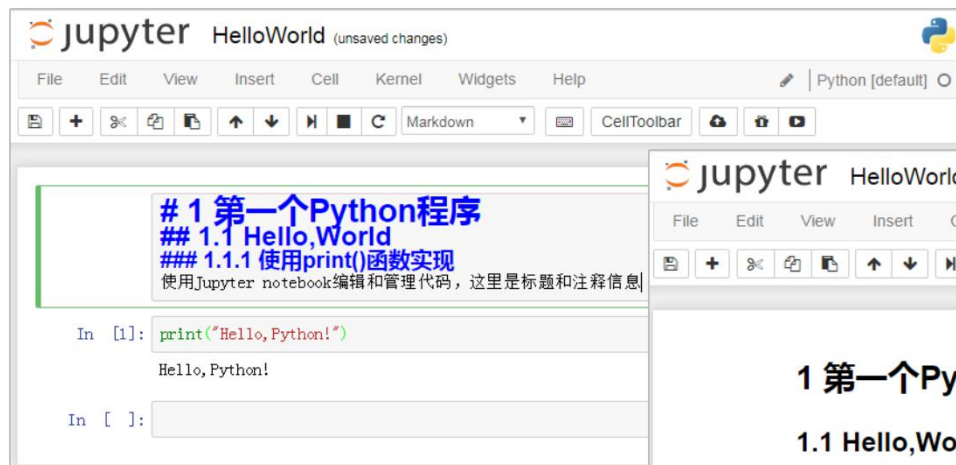 jupyter HelloWorld (unsaved changes)
File Edit View Insert Cell Kernel Widgets Help Python [default]
Markdown CellToolbar
# 1 第一个Python程序
## 1.1 Hello,World
### 1.1.1 使用print()函数实现
使用Jupyter notebook编辑和管理代码，这里是标题和注释信息
In [1]: print("Hello,Python!")
Hello,Python!
In [ ]:
jupyter HelloWorl
File Edit View Insert
1 第一个Py
1.1 Hello,Wo